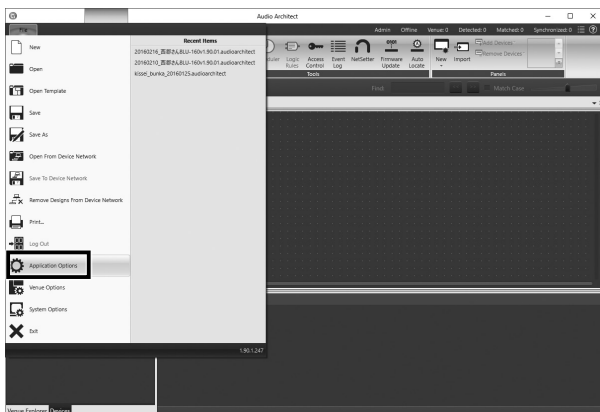 Audio Architect
File
Admin Offline Venue: 0 Detected: 0 Matched: 0 Synchronized: 0
Recent Items
20160216_西郡さんBLU-160v1.90.01.audioarchitect
20160210_西郡さんBLU-160v1.90.01.audioarchitect
kissei_bunka_20160125.audioarchitect
New
Open
Open Template
Save
Save As
Open From Device Network
Save To Device Network
Remove Designs From Device Network
Print...
Log Out
Application Options
Venue Options
System Options
Exit
1.90.1.247
Logic Rules
Access Control
Event Log
NetSetter
Firmware Update
Auto Locate
New
Import
Add Devices
Remove Devices
Tools
Panels
Find:
Match Case
Venue Explorer Devices